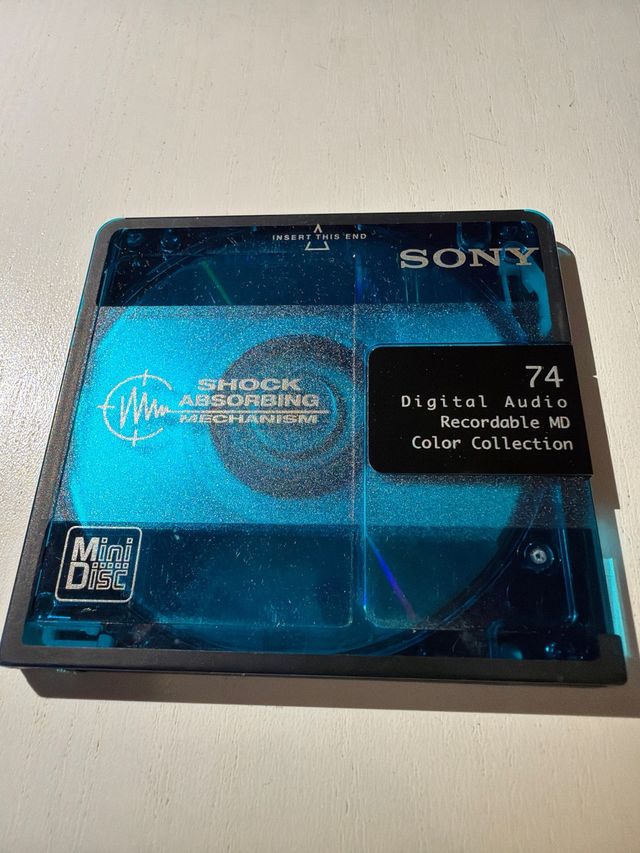 INSERT THIS END
SONY
SHOCK
ABSORBING
MECHANISM
74
Digital Audio
Recordable MD
Color Collection
Mini
Disc